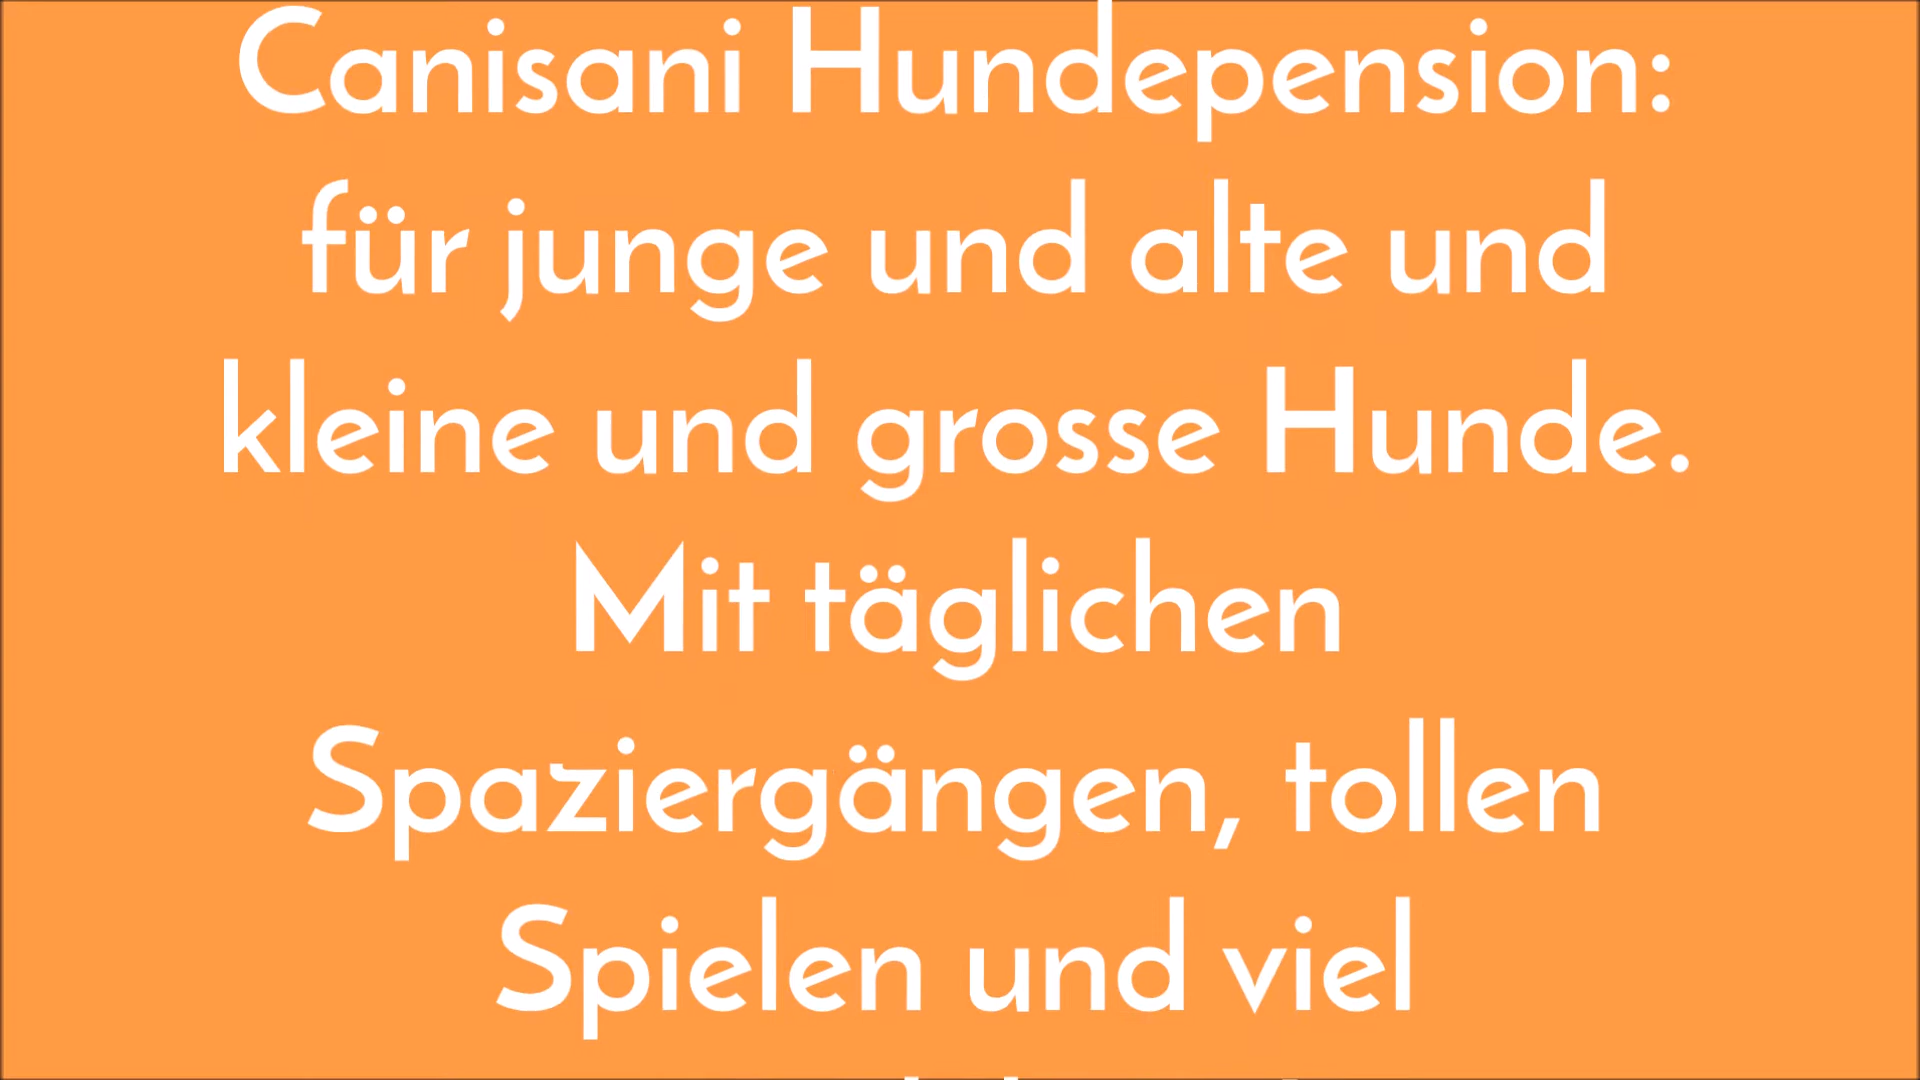 Canisani Hundepension:
für junge und alte und
kleine und grosse Hunde.
Mit täglichen
Spaziergängen, tollen
Spielen und viel